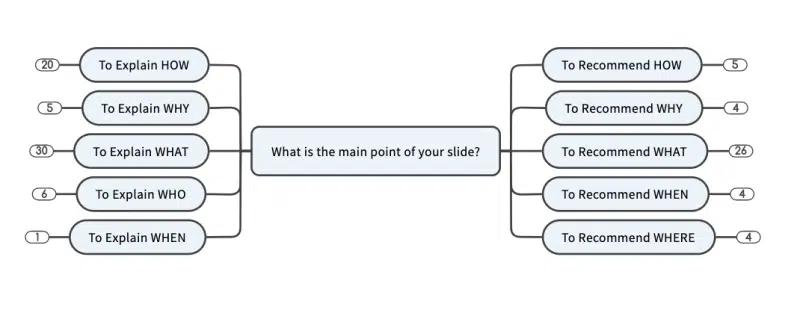 20
To Explain HOW
5
To Explain WHY
30
To Explain WHAT
6
To Explain WHO
1
To Explain WHEN
What is the main point of your slide?
To Recommend HOW
5
To Recommend WHY
4
To Recommend WHAT
26
To Recommend WHEN
4
To Recommend WHERE
4